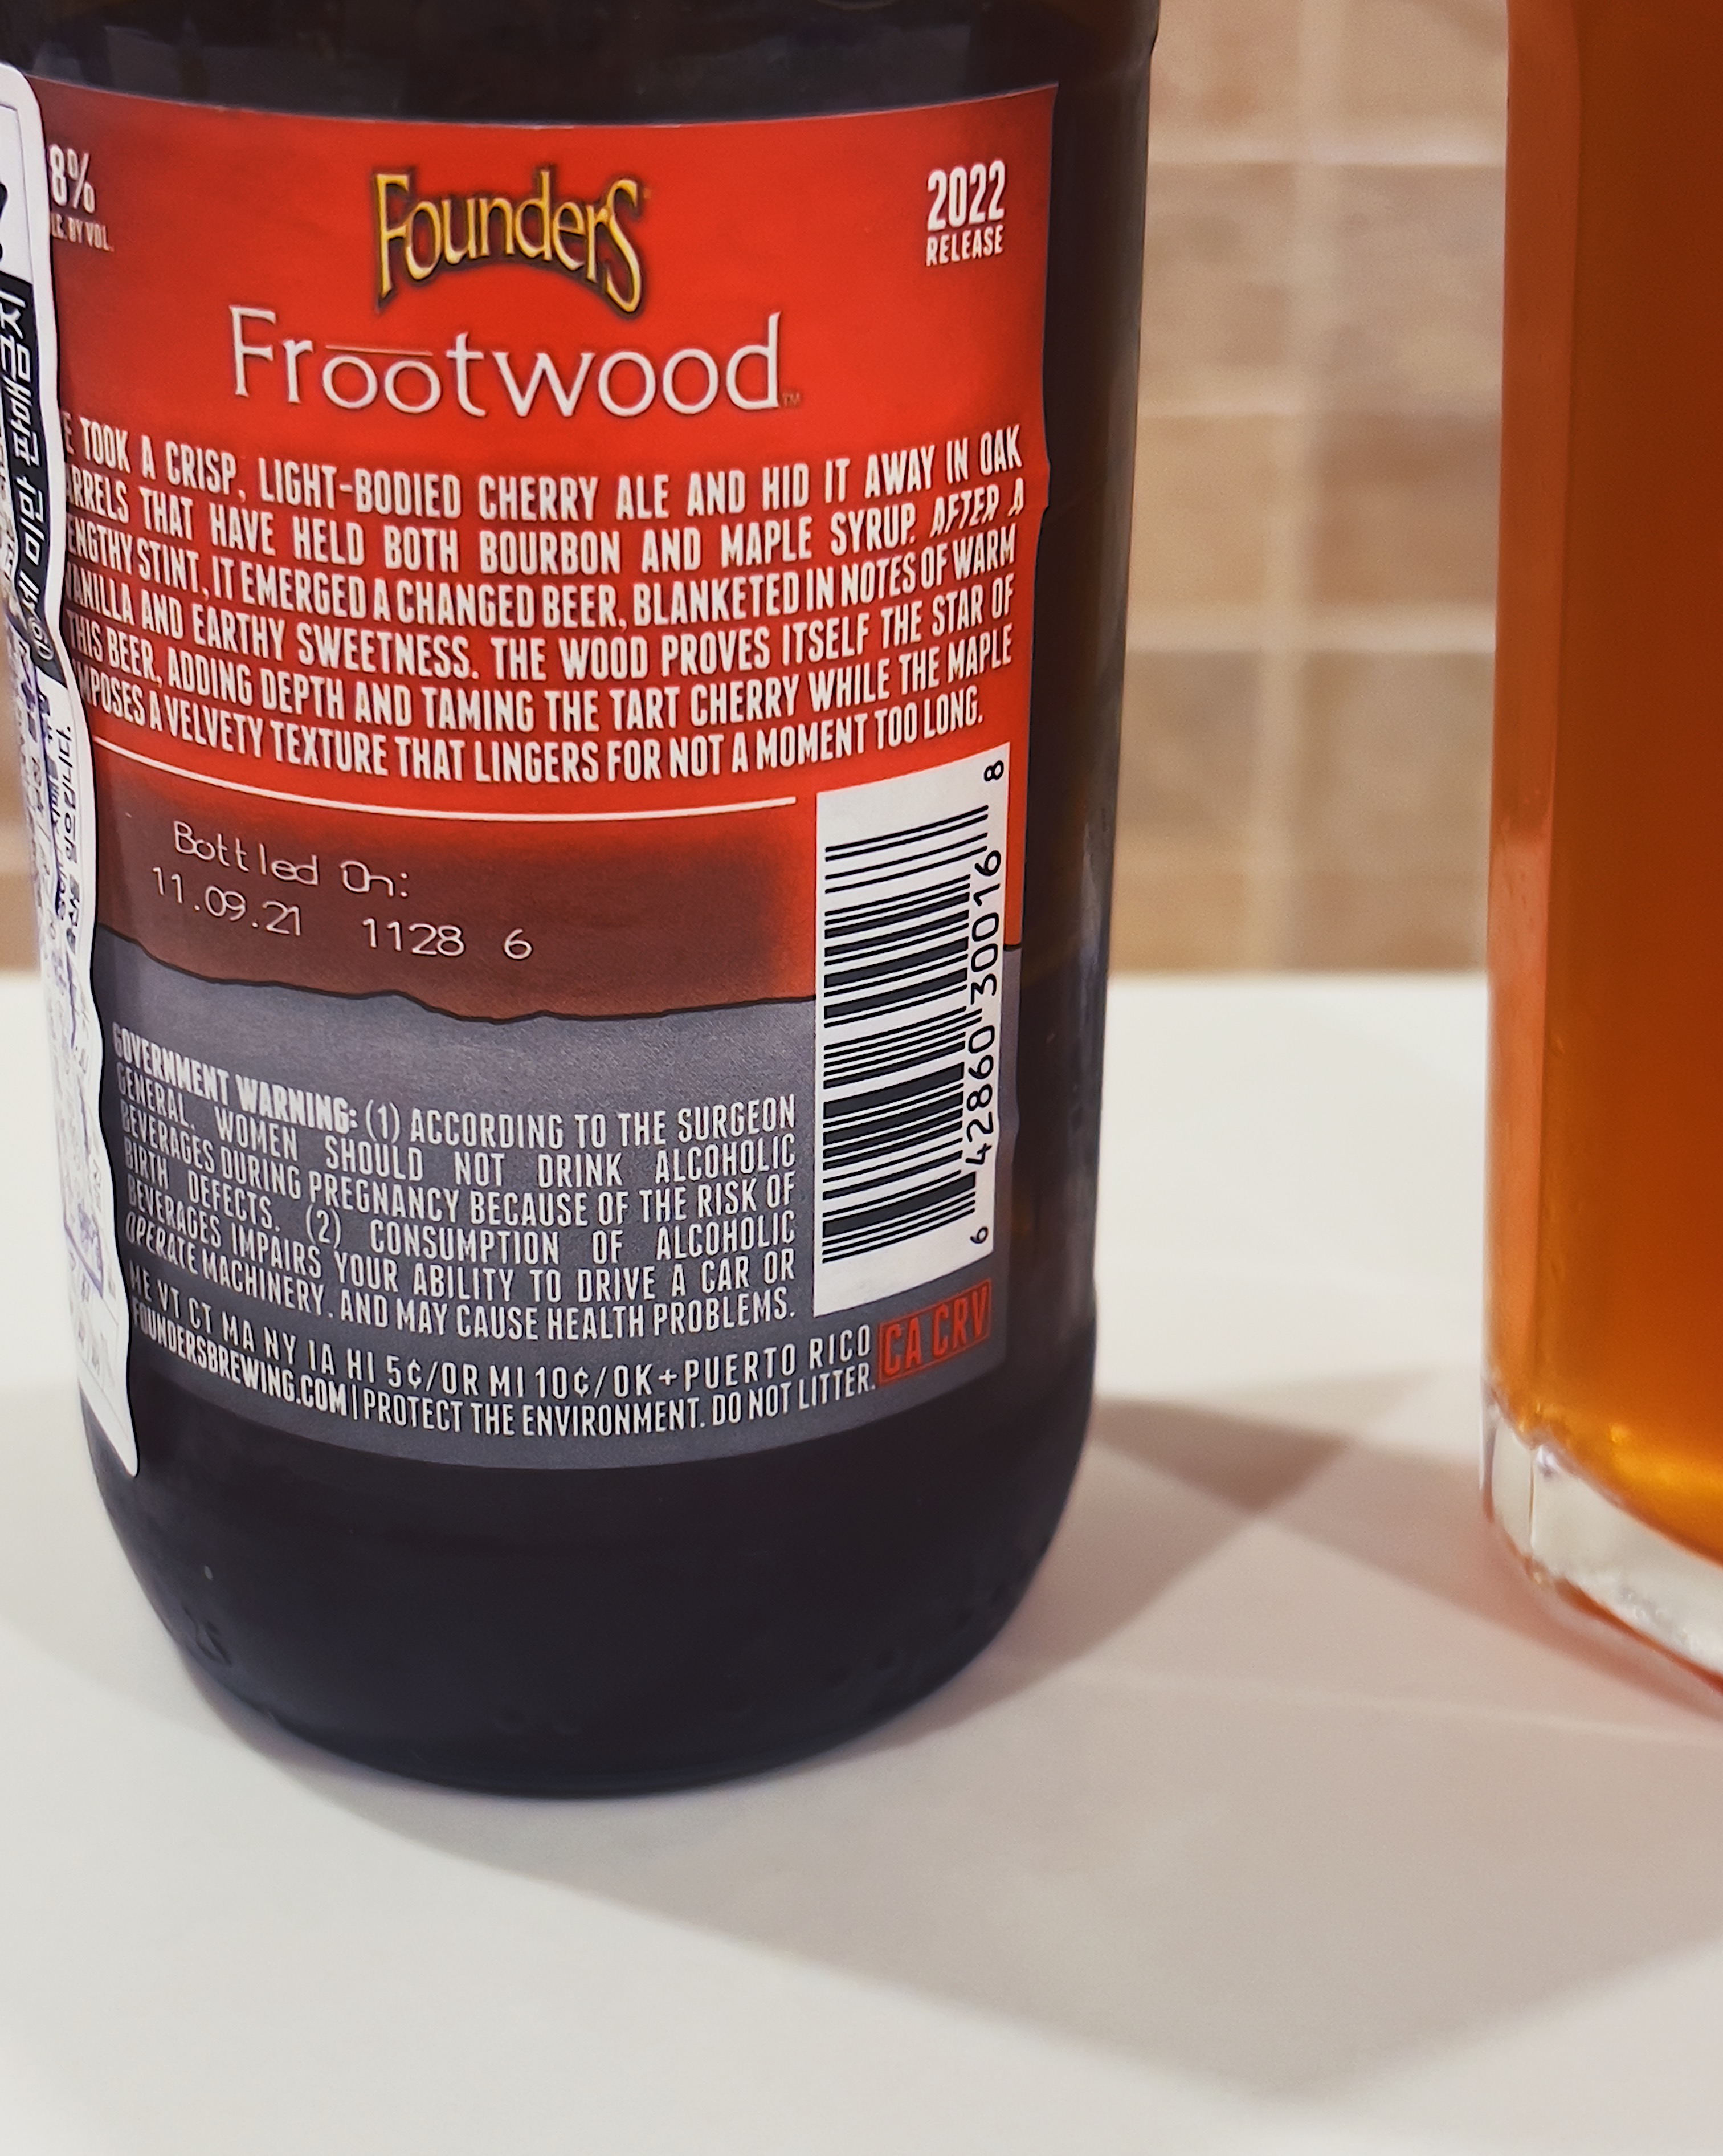 8%
BY VOL.
FounderS
2022
RELEASE
Frootwood™
TOOK A CRISP, LIGHT-BODIED CHERRY ALE AND HID IT AWAY IN OAK
THAT HAVE HELD BOTH BOURBON AND MAPLE SYRUP. AFTER A
STINT, IT EMERGED A CHANGED BEER, BLANKETED IN NOTES OF WARM
VANILLA AND EARTHY SWEETNESS. THE WOOD PROVES ITSELF THE STAR OF
THIS BEER, ADDING DEPTH AND TAMING THE TART CHERRY WHILE THE MAPLE
A VELVETY TEXTURE THAT LINGERS FOR NOT A MOMENT TOO LONG.
Bottled On:
11.09.21 1128 6
6 42860 30016 8
GOVERNMENT WARNING: (1) ACCORDING TO THE SURGEON
GENERAL, WOMEN SHOULD NOT DRINK ALCOHOLIC
BEVERAGES DURING PREGNANCY BECAUSE OF THE RISK OF
BIRTH DEFECTS. (2) CONSUMPTION OF ALCOHOLIC
BEVERAGES IMPAIRS YOUR ABILITY TO DRIVE A CAR OR
OPERATE MACHINERY, AND MAY CAUSE HEALTH PROBLEMS.
ME VT CT MA NY IA HI 5¢/OR MI 10¢/OK+PUERTO RICO
CA CRV
FOUNDERSBREWING.COM | PROTECT THE ENVIRONMENT. DO NOT LITTER.